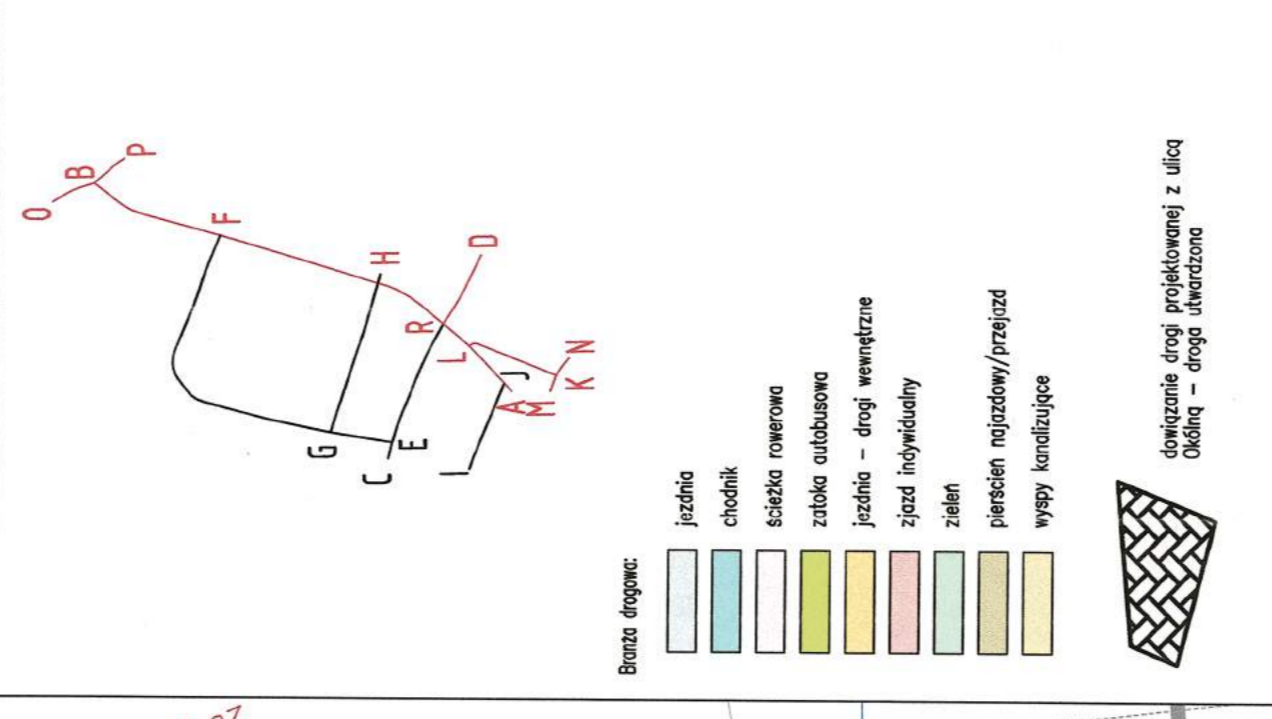 O
B
P
F
H
D
R
L
J
A
M
K
N
G
E
C
I
Branża drogowa:
jezdnia
chodnik
ścieżka rowerowa
zatoka autobusowa
jezdnia – drogi wewnętrzne
zjazd indywidualny
zieleń
pierścień najazdowy/przejazd
wyspy kanalizujące
dowiązanie drogi projektowanej z ulicą
Okólną – droga utwardzona